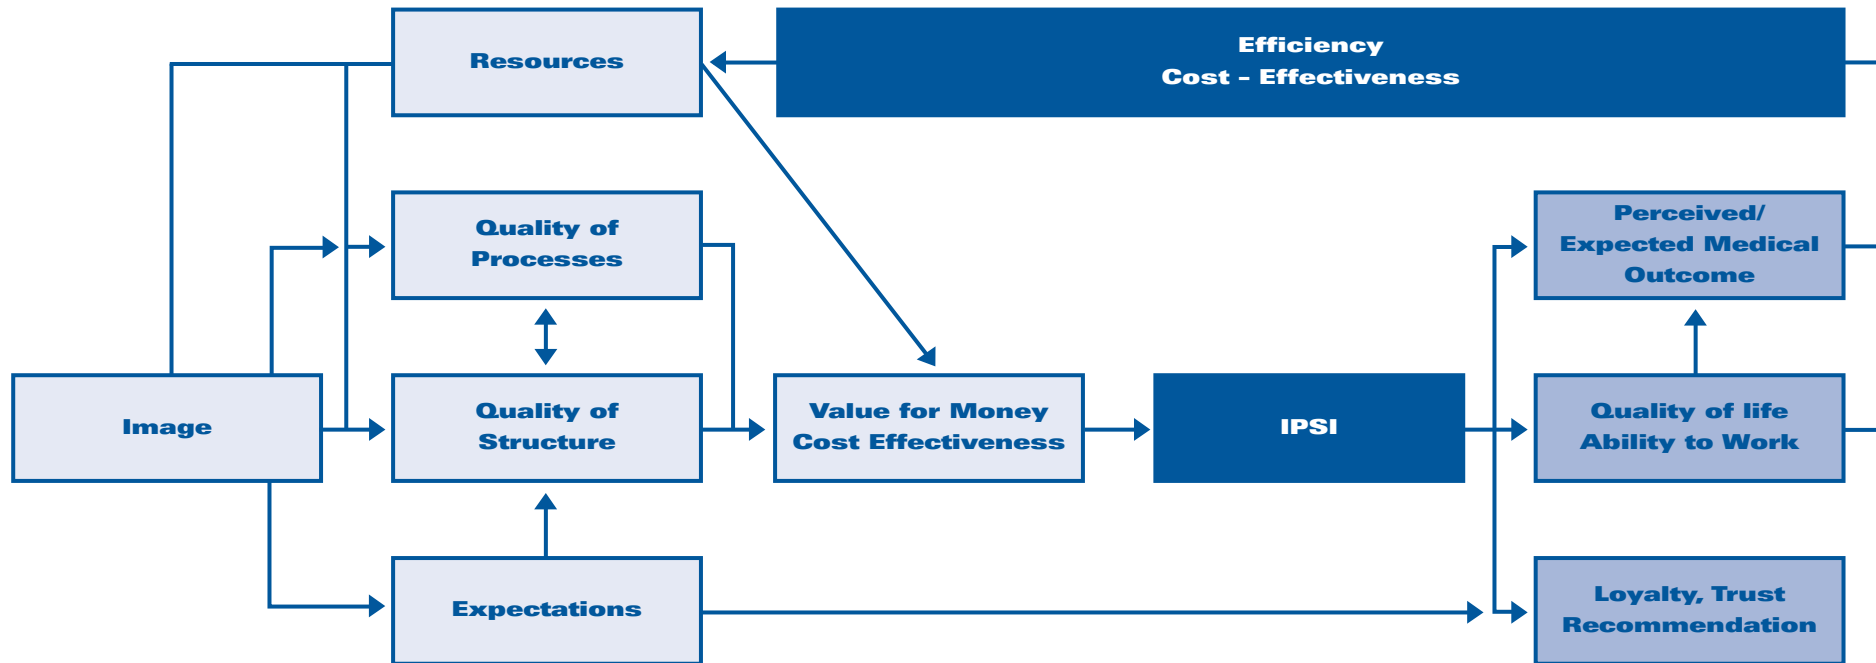 Resources
Efficiency
Cost – Effectiveness
Quality of
Processes
Perceived/
Expected Medical
Outcome
Image
Quality of
Structure
Value for Money
Cost Effectiveness
IPSI
Quality of life
Ability to Work
Expectations
Loyalty, Trust
Recommendation